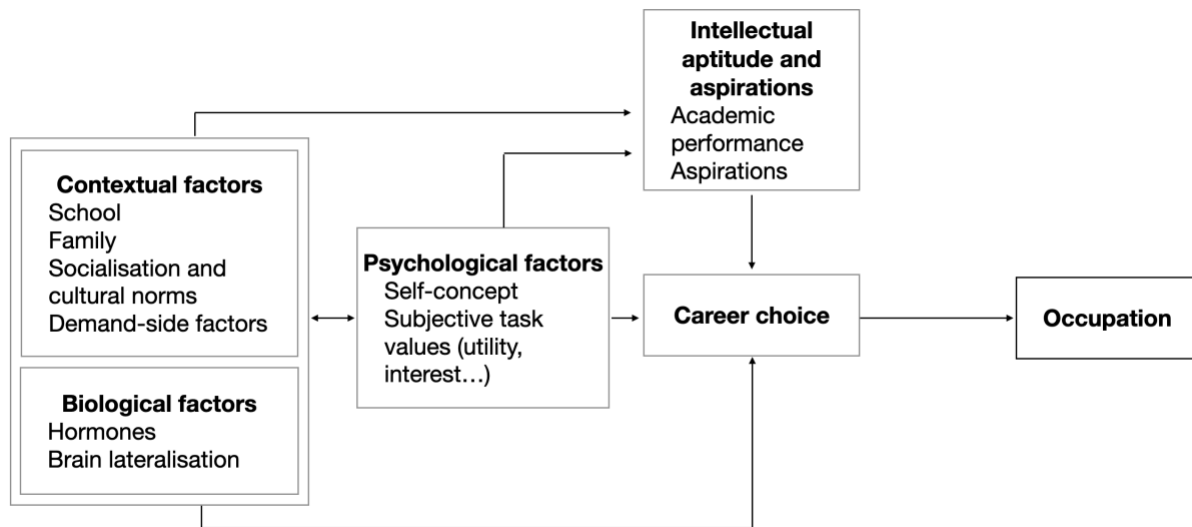 Intellectual
aptitude and
aspirations
Academic
performance
Aspirations
Contextual factors
School
Family
Socialisation and
cultural norms
Demand-side factors
Psychological factors
Self-concept
Subjective task
values (utility,
interest…)
Career choice
Occupation
Biological factors
Hormones
Brain lateralisation